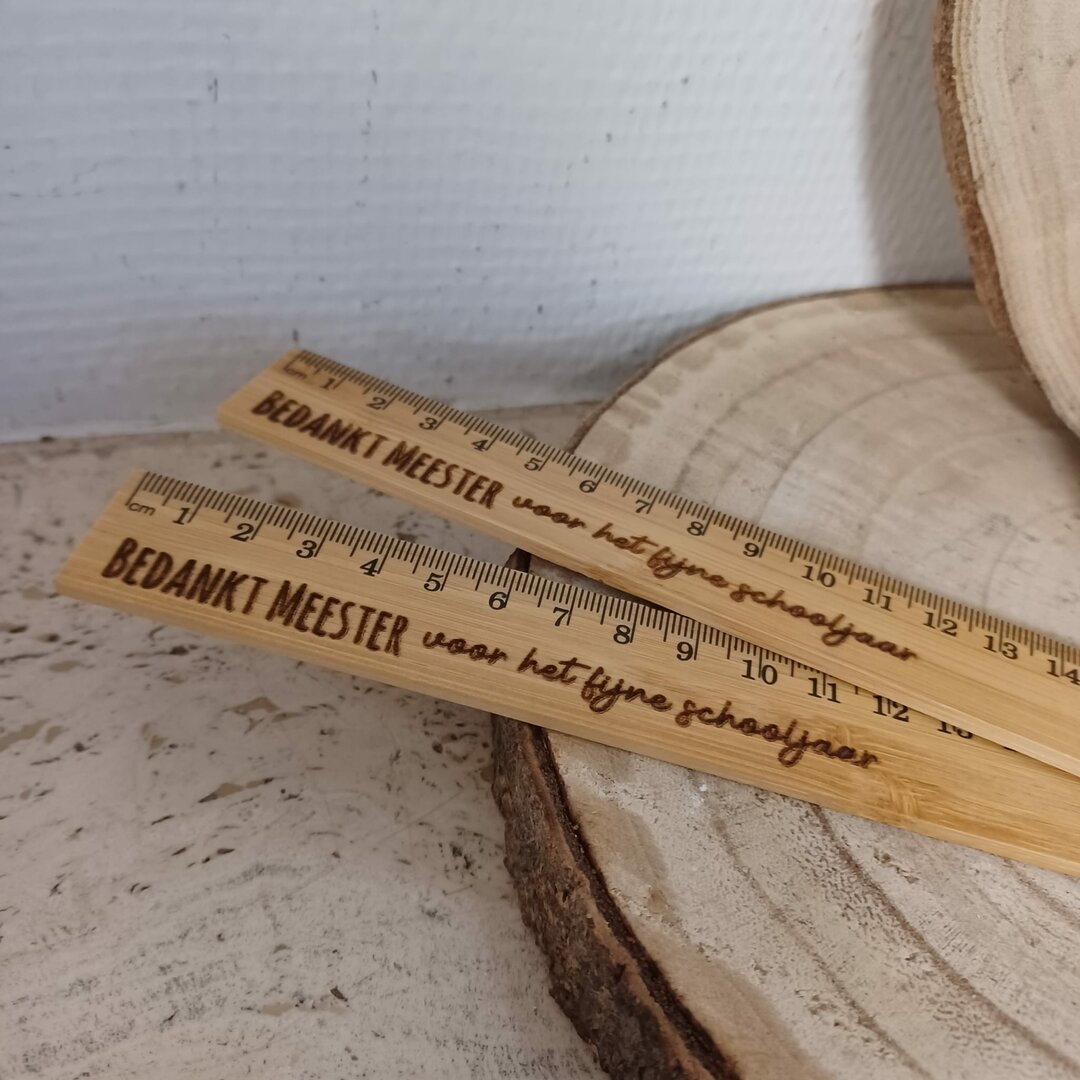 cm 1 2 3 4 5 6 7 8 9 10 11 12 13 14
BEDANKT MEESTER voor het fijne schooljaar
cm 1 2 3 4 5 6 7 8 9 10 11 12 13
BEDANKT MEESTER voor het fijne schooljaar